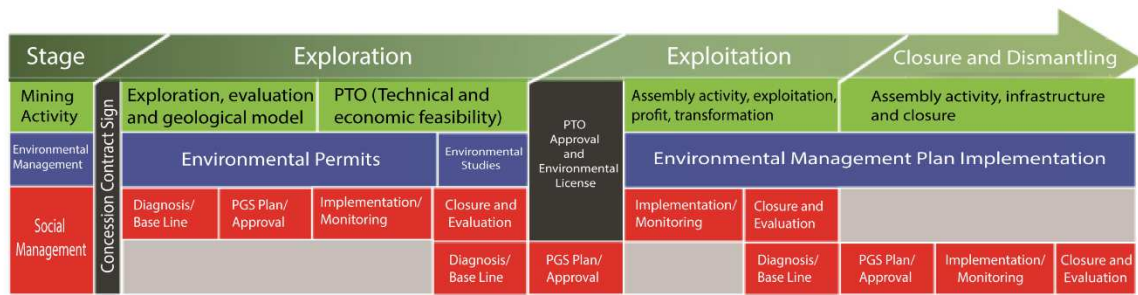 Stage
Exploration
Exploitation
Closure and Dismantling
Mining
Activity
Concession Contract Sign
Exploration, evaluation
and geological model
PTO (Technical and
economic feasibility)
PTO
Approval
and
Environmental
License
Assembly activity, exploitation,
profit, transformation
Assembly activity, infrastructure
and closure
Environmental
Management
Environmental Permits
Environmental
Studies
Environmental Management Plan Implementation
Social
Management
Diagnosis/
Base Line
PGS Plan/
Approval
Implementation/
Monitoring
Closure and
Evaluation
Implementation/
Monitoring
Closure and
Evaluation
Diagnosis/
Base Line
PGS Plan/
Approval
Diagnosis/
Base Line
PGS Plan/
Approval
Implementation/
Monitoring
Closure and
Evaluation